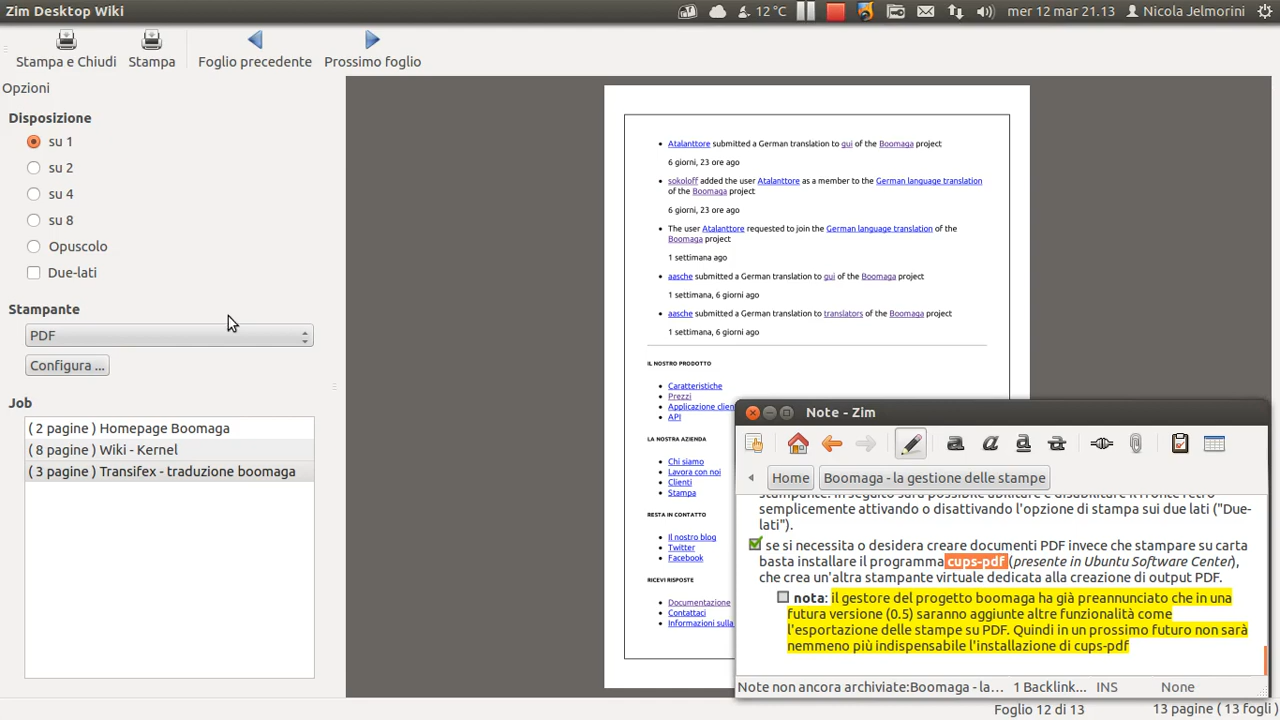 Zim Desktop Wiki
12 °C
mer 12 mar 21.13
Nicola Jelmorini
Stampa e Chiudi
Stampa
Foglio precedente
Prossimo foglio
Opzioni
Disposizione
su 1
su 2
su 4
su 8
Opuscolo
Due-lati
Stampante
PDF
Configura ...
Job
( 2 pagine ) Homepage Boomaga
( 8 pagine ) Wiki - Kernel
( 3 pagine ) Transifex - traduzione boomaga
Atalanttore submitted a German translation to gui of the Boomaga project
6 giorni, 23 ore ago
sokoloff added the user Atalanttore as a member to the German language translation
of the Boomaga project
6 giorni, 23 ore ago
The user Atalanttore requested to join the German language translation of the
Boomaga project
1 settimana ago
aasche submitted a German translation to gui of the Boomaga project
1 settimana, 6 giorni ago
aasche submitted a German translation to translators of the Boomaga project
1 settimana, 6 giorni ago
IL NOSTRO PRODOTTO
Caratteristiche
Prezzi
Applicazione clien
API
LA NOSTRA AZIENDA
Chi siamo
Lavora con noi
Clienti
Stampa
RESTA IN CONTATTO
Il nostro blog
Twitter
Facebook
RICEVI RISPOSTE
Documentazione
Contattaci
Informazioni sulla
Note - Zim
Home
Boomaga - la gestione delle stampe
stampante. In seguito sarà possibile abilitare e disabilitare il fronte retro
semplicemente attivando o disattivando l'opzione di stampa sui due lati ("Due-
lati").
se si necessita o desidera creare documenti PDF invece che stampare su carta
basta installare il programma cups-pdf (presente in Ubuntu Software Center),
che crea un'altra stampante virtuale dedicata alla creazione di output PDF.
nota: il gestore del progetto boomaga ha già preannunciato che in una
futura versione (0.5) saranno aggiunte altre funzionalità come
l'esportazione delle stampe su PDF. Quindi in un prossimo futuro non sarà
nemmeno più indispensabile l'installazione di cups-pdf
Note non ancora archiviate:Boomaga - la...
1 Backlink...
INS
None
Foglio 12 di 13
13 pagine ( 13 fogli )